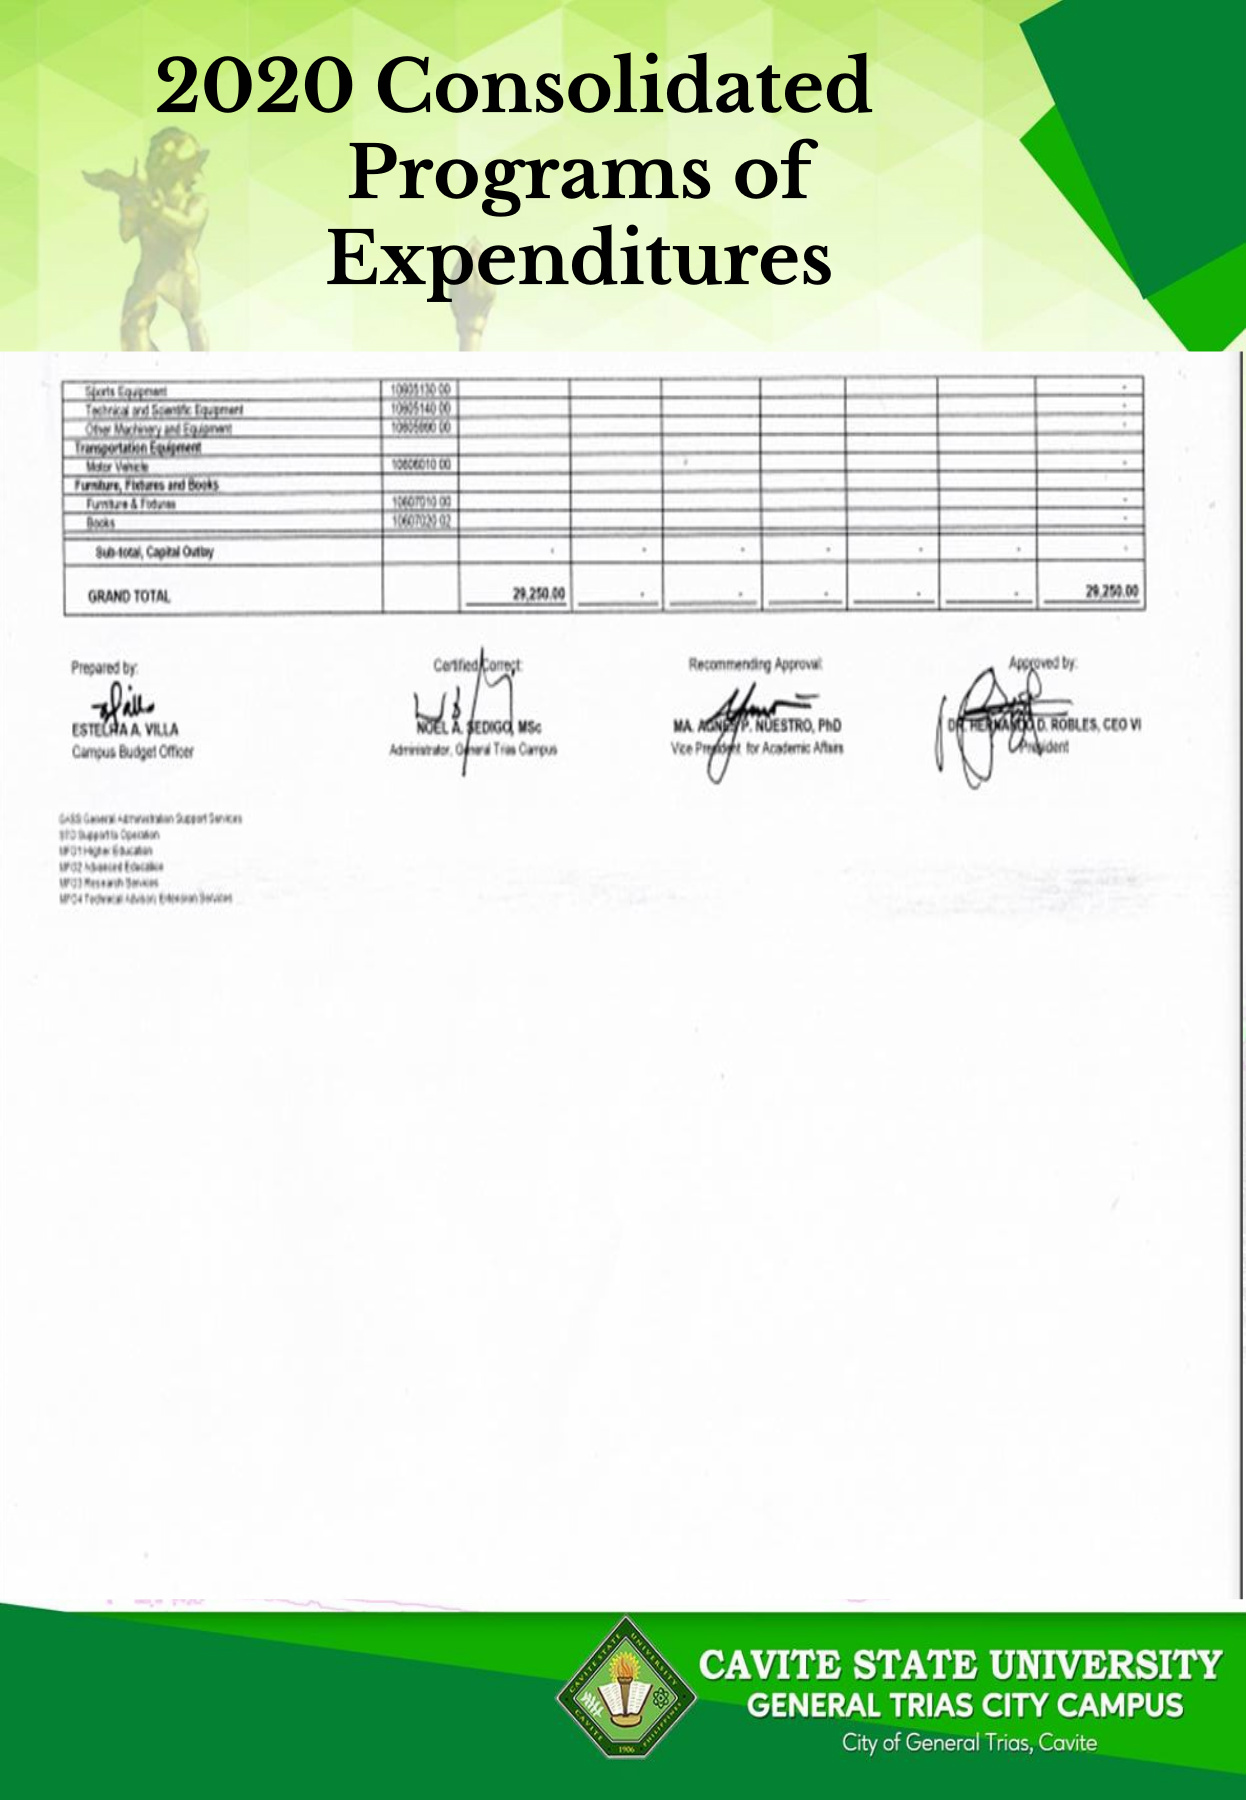 2020 Consolidated
Programs of
Expenditures
Sports Equipment 10605130 00 -
Technical and Scientific Equipment 10605140 00 -
Other Machinery and Equipment -
Transportation Equipment
Motor Vehicle 10606010 00 -
Furniture, Fixtures and Books
Furniture & Fixtures 10607010 00 -
Books 10607020 02 -
Sub-total, Capital Outlay - - - - - - -
GRAND TOTAL 29,250.00 - - - - - 29,250.00
Prepared by: Certified Correct: Recommending Approval: Approved by:
A. VILLA NOEL A. SEDIGO, MSc MA. AGNES P. NUESTRO, PhD DR. HERNANDO D. ROBLES, CEO VI
Campus Budget Officer Administrator, General Trias Campus Vice President for Academic Affairs President
GASS General Administration Support Services
STO Support to Operation
MFO1 Higher Education
MFO2 Advanced Education
MFO3 Research Services
MFO4 Technical Advisory Extension Services
CAVITE STATE UNIVERSITY
CAVITE PHILIPPINES
1906
CAVITE STATE UNIVERSITY
GENERAL TRIAS CITY CAMPUS
City of General Trias, Cavite